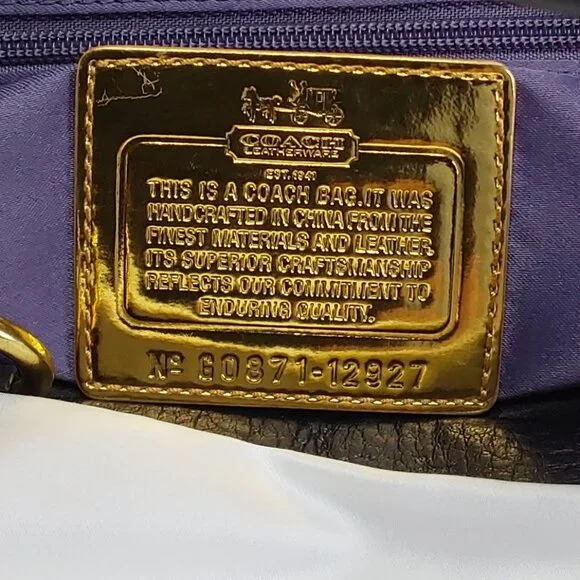 COACH
LEATHERWARE
EST. 1941
THIS IS A COACH BAG. IT WAS
HANDCRAFTED IN CHINA FROM THE
FINEST MATERIALS AND LEATHER.
ITS SUPERIOR CRAFTSMANSHIP
REFLECTS OUR COMMITMENT TO
ENDURING QUALITY.
Nº G0871-12927